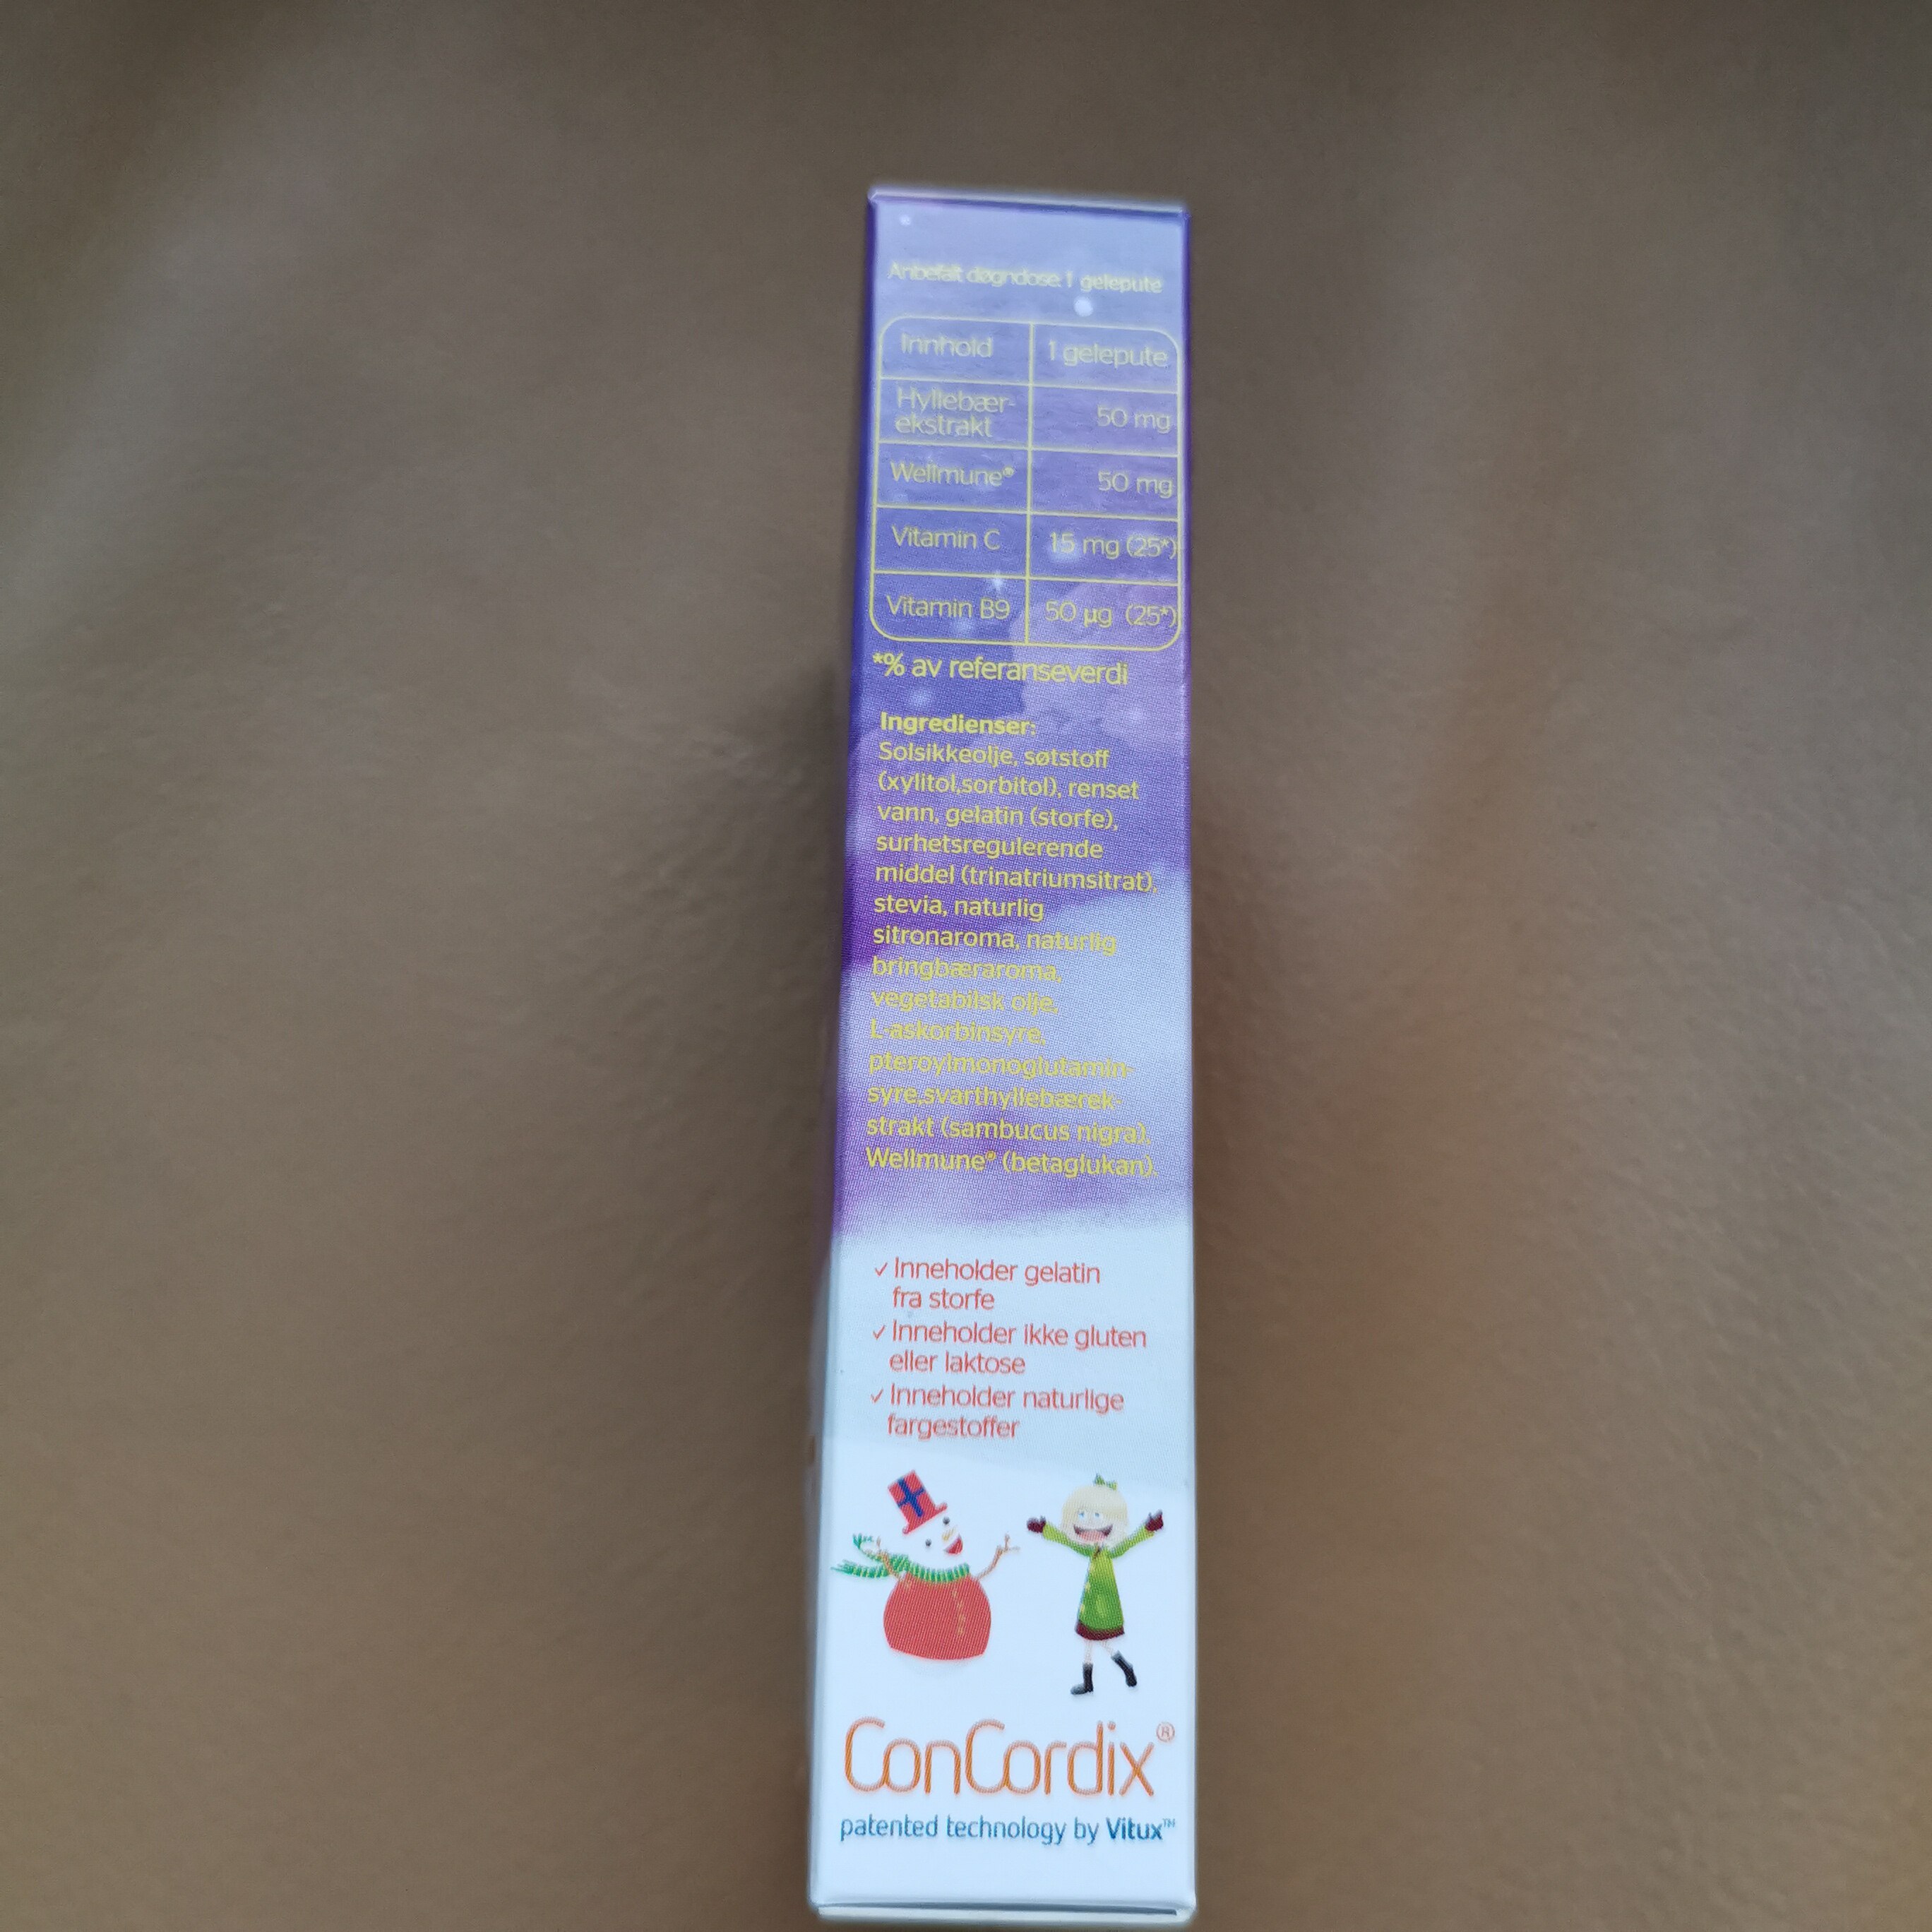 Anbefalt døgndose: 1 gelepute
Innhold 1 gelepute
Hyllebær-
ekstrakt 50 mg
Wellmune® 50 mg
Vitamin C 15 mg (25*)
Vitamin B9 50 µg (25*)
*% av referanseverdi
Ingredienser:
Solsikkeolje, søtstoff
(xylitol,sorbitol), renset
vann, gelatin (storfe),
surhetsregulerende
middel (trinatriumsitrat),
stevia, naturlig
sitronaroma, naturlig
bringbæraroma,
vegetabilsk olje,
L-askorbinsyre,
pteroylmonoglutamin-
syre,svarthyllebærek-
strakt (sambucus nigra),
Wellmune® (betaglukan).
✓ Inneholder gelatin
fra storfe
✓ Inneholder ikke gluten
eller laktose
✓ Inneholder naturlige
fargestoffer
ConCordix®
patented technology by Vitux™